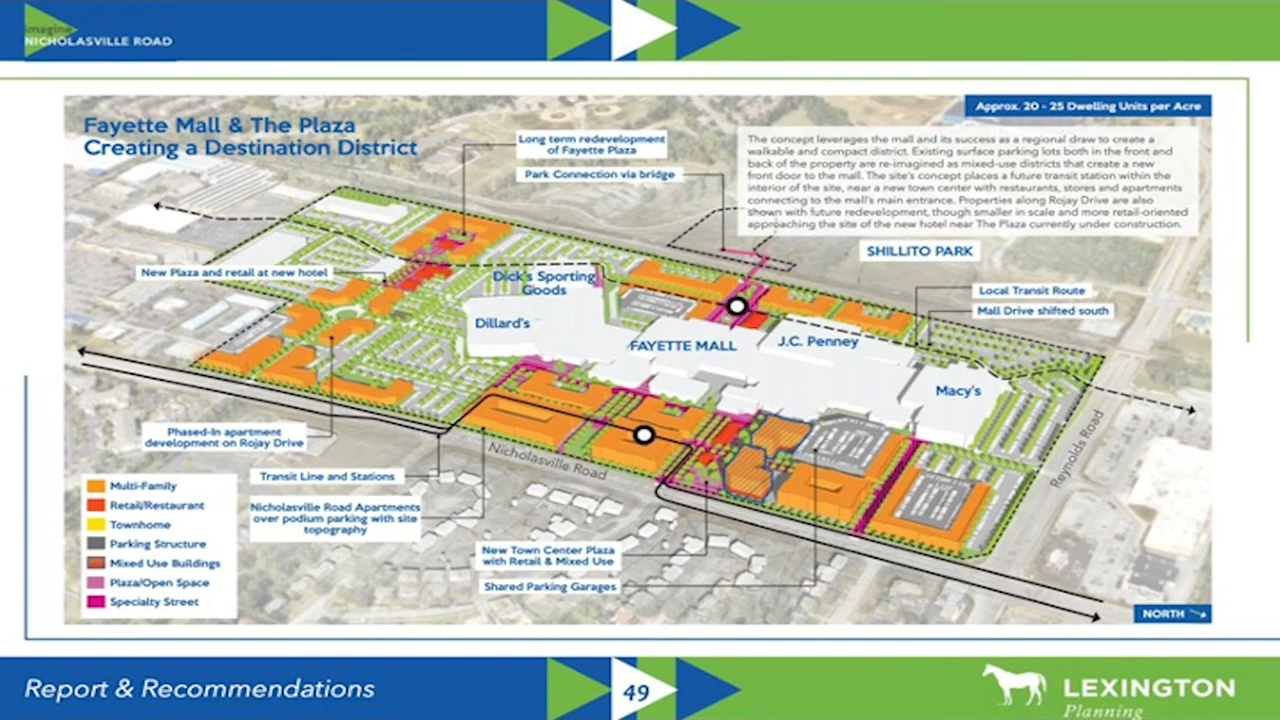 imagine
NICHOLASVILLE ROAD
Approx. 20 - 25 Dwelling Units per Acre
Fayette Mall & The Plaza
Creating a Destination District
Long term redevelopment
of Fayette Plaza
Park Connection via bridge
The concept leverages the mall and its success as a regional draw to create a
walkable and compact district. Existing surface parking lots both in the front and
back of the property are re-imagined as mixed-use districts that create a new
front door to the mall. The site's concept places a future transit station within the
interior of the site, near a new town center with restaurants, stores and apartments
connecting to the mall's main entrance. Properties along Rojay Drive are also
shown with future redevelopment, though smaller in scale and more retail-oriented
approaching the site of the new hotel near The Plaza currently under construction.
SHILLITO PARK
New Plaza and retail at new hotel
Dick's Sporting
Goods
Local Transit Route
Mall Drive shifted south
Dillard's
FAYETTE MALL
J.C. Penney
Macy's
Phased-In apartment
development on Rojay Drive
Nicholasville Road
Reynolds Road
Transit Line and Stations
Nicholasville Road Apartments
over podium parking with site
topography
Multi-Family
Retail/Restaurant
Townhome
Parking Structure
Mixed Use Buildings
Plaza/Open Space
Specialty Street
New Town Center Plaza
with Retail & Mixed Use
Shared Parking Garages
NORTH
Report & Recommendations
49
LEXINGTON
Planning